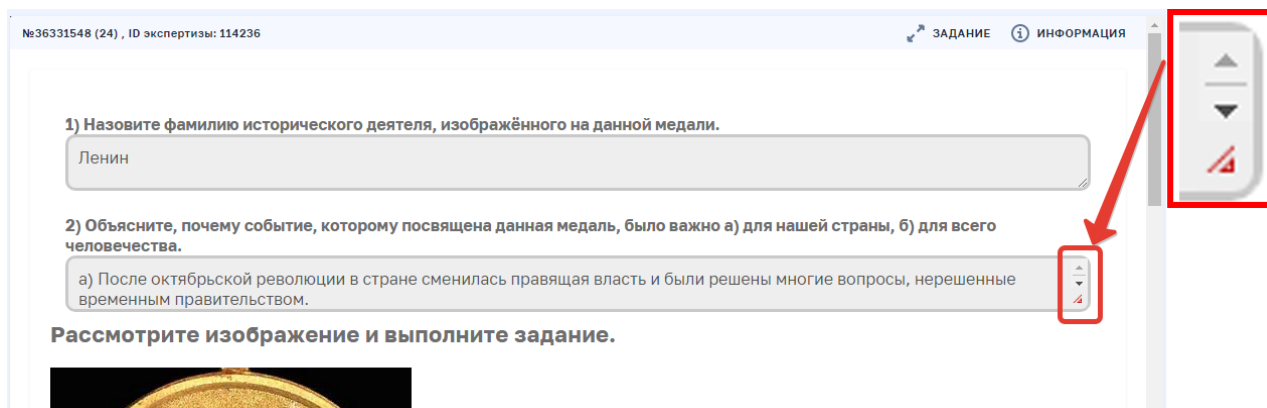 №36331548 (24) , ID экспертизы: 114236
ЗАДАНИЕ
ИНФОРМАЦИЯ
1) Назовите фамилию исторического деятеля, изображённого на данной медали.
Ленин
2) Объясните, почему событие, которому посвящена данная медаль, было важно а) для нашей страны, б) для всего
человечества.
а) После октябрьской революции в стране сменилась правящая власть и были решены многие вопросы, нерешенные
временным правительством.
Рассмотрите изображение и выполните задание.